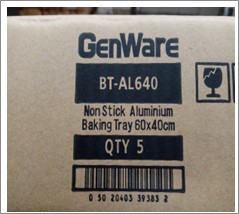 GenWare
BT-AL640
Non Stick Aluminium
Baking Tray 60x40cm
QTY 5
0 50 20403 39383 2